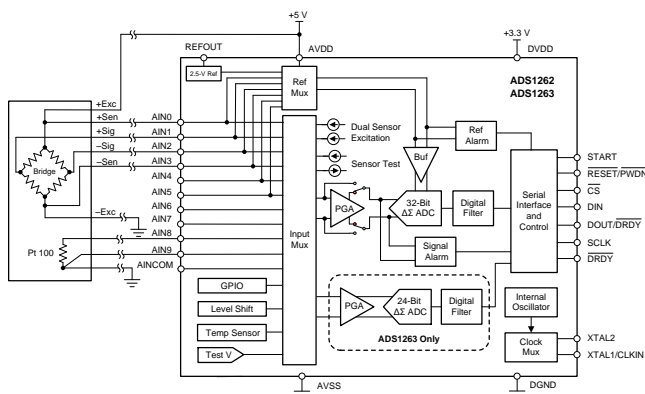 +5 V
+3.3 V
REFOUT
AVDD
DVDD
2.5-V Ref
Ref
Mux
ADS1262
ADS1263
+Exc
+Sen
AIN0
+Sig
AIN1
–Sig
AIN2
–Sen
AIN3
Bridge
AIN4
AIN5
AIN6
–Exc
AIN7
AIN8
Pt 100
AIN9
AINCOM
Dual Sensor
Excitation
Sensor Test
Input
Mux
PGA
Buf
Ref
Alarm
32-Bit
ΔΣ ADC
Digital
Filter
Signal
Alarm
Serial
Interface
and
Control
START
RESET/PWDN
CS
DIN
DOUT/DRDY
SCLK
DRDY
GPIO
Level Shift
Temp Sensor
Test V
PGA
24-Bit
ΔΣ ADC
Digital
Filter
ADS1263 Only
Internal
Oscillator
Clock
Mux
XTAL2
XTAL1/CLKIN
AVSS
DGND